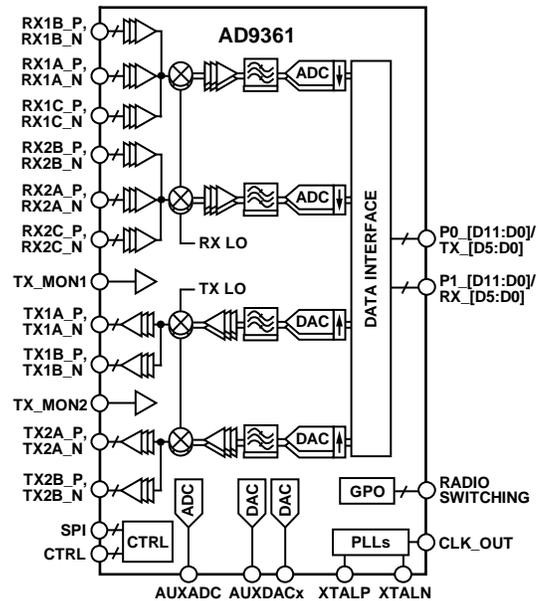 AD9361
RX1B_P,
RX1B_N
RX1A_P,
RX1A_N
RX1C_P,
RX1C_N
RX2B_P,
RX2B_N
RX2A_P,
RX2A_N
RX2C_P,
RX2C_N
TX_MON1
TX1A_P,
TX1A_N
TX1B_P,
TX1B_N
TX_MON2
TX2A_P,
TX2A_N
TX2B_P,
TX2B_N
SPI
CTRL
CTRL
ADC
ADC
RX LO
TX LO
DAC
DAC
DATA INTERFACE
P0_[D11:D0]/
TX_[D5:D0]
P1_[D11:D0]/
RX_[D5:D0]
ADC
DAC
DAC
GPO
RADIO
SWITCHING
PLLs
CLK_OUT
AUXADC
AUXDACx
XTALP
XTALN